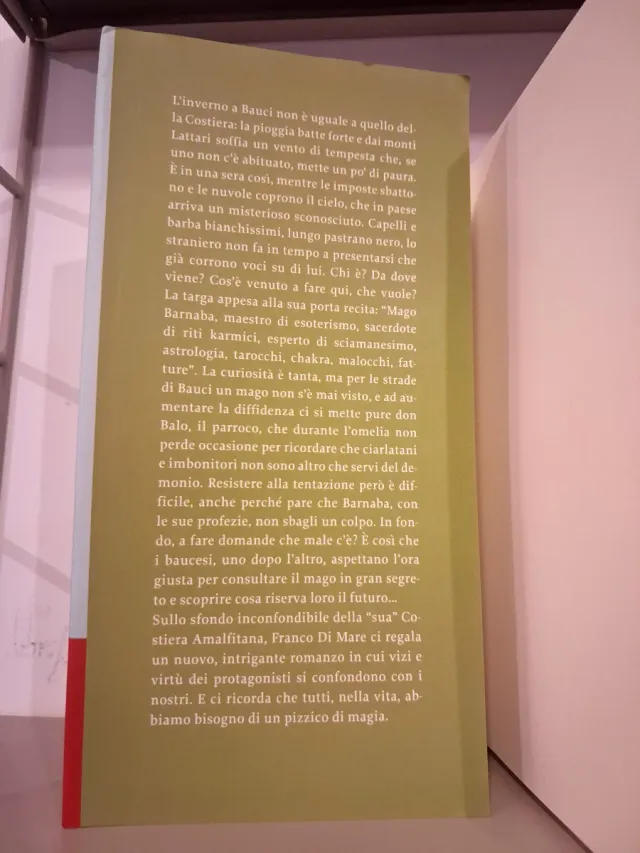 L'inverno a Bauci non è uguale a quello del-
la Costiera: la pioggia batte forte e dai monti
Lattari soffia un vento di tempesta che, se
uno non c'è abituato, mette un po' di paura.
È in una sera così, mentre le imposte sbatto-
no e le nuvole coprono il cielo, che in paese
arriva un misterioso sconosciuto. Capelli e
barba bianchissimi, lungo pastrano nero, lo
straniero non fa in tempo a presentarsi che
già corrono voci su di lui. Chi è? Da dove
viene? Cos'è venuto a fare qui, che vuole?
La targa appesa alla sua porta recita: "Mago
Barnaba, maestro di esoterismo, sacerdote
di riti karmici, esperto di sciamanesimo,
astrologia, tarocchi, chakra, malocchi, fat-
ture". La curiosità è tanta, ma per le strade
di Bauci un mago non s'è mai visto, e ad au-
mentare la diffidenza ci si mette pure don
Balo, il parroco, che durante l'omelia non
perde occasione per ricordare che ciarlatani
e imbonitori non sono altro che servi del de-
monio. Resistere alla tentazione però è dif-
ficile, anche perché pare che Barnaba, con
le sue profezie, non sbagli un colpo. In fon-
do, a fare domande che male c'è? È così che
i baucesi, uno dopo l'altro, aspettano l'ora
giusta per consultare il mago in gran segre-
to e scoprire cosa riserva loro il futuro...
Sullo sfondo inconfondibile della "sua" Co-
stiera Amalfitana, Franco Di Mare ci regala
un nuovo, intrigante romanzo in cui vizi e
virtù dei protagonisti si confondono con i
nostri. E ci ricorda che tutti, nella vita, ab-
biamo bisogno di un pizzico di magia.